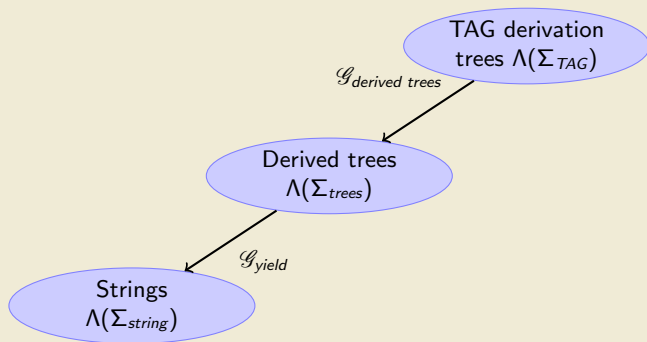 TAG derivation
trees Λ(Σ_TAG)
𝒢_derived trees
Derived trees
Λ(Σ_trees)
𝒢_yield
Strings
Λ(Σ_string)